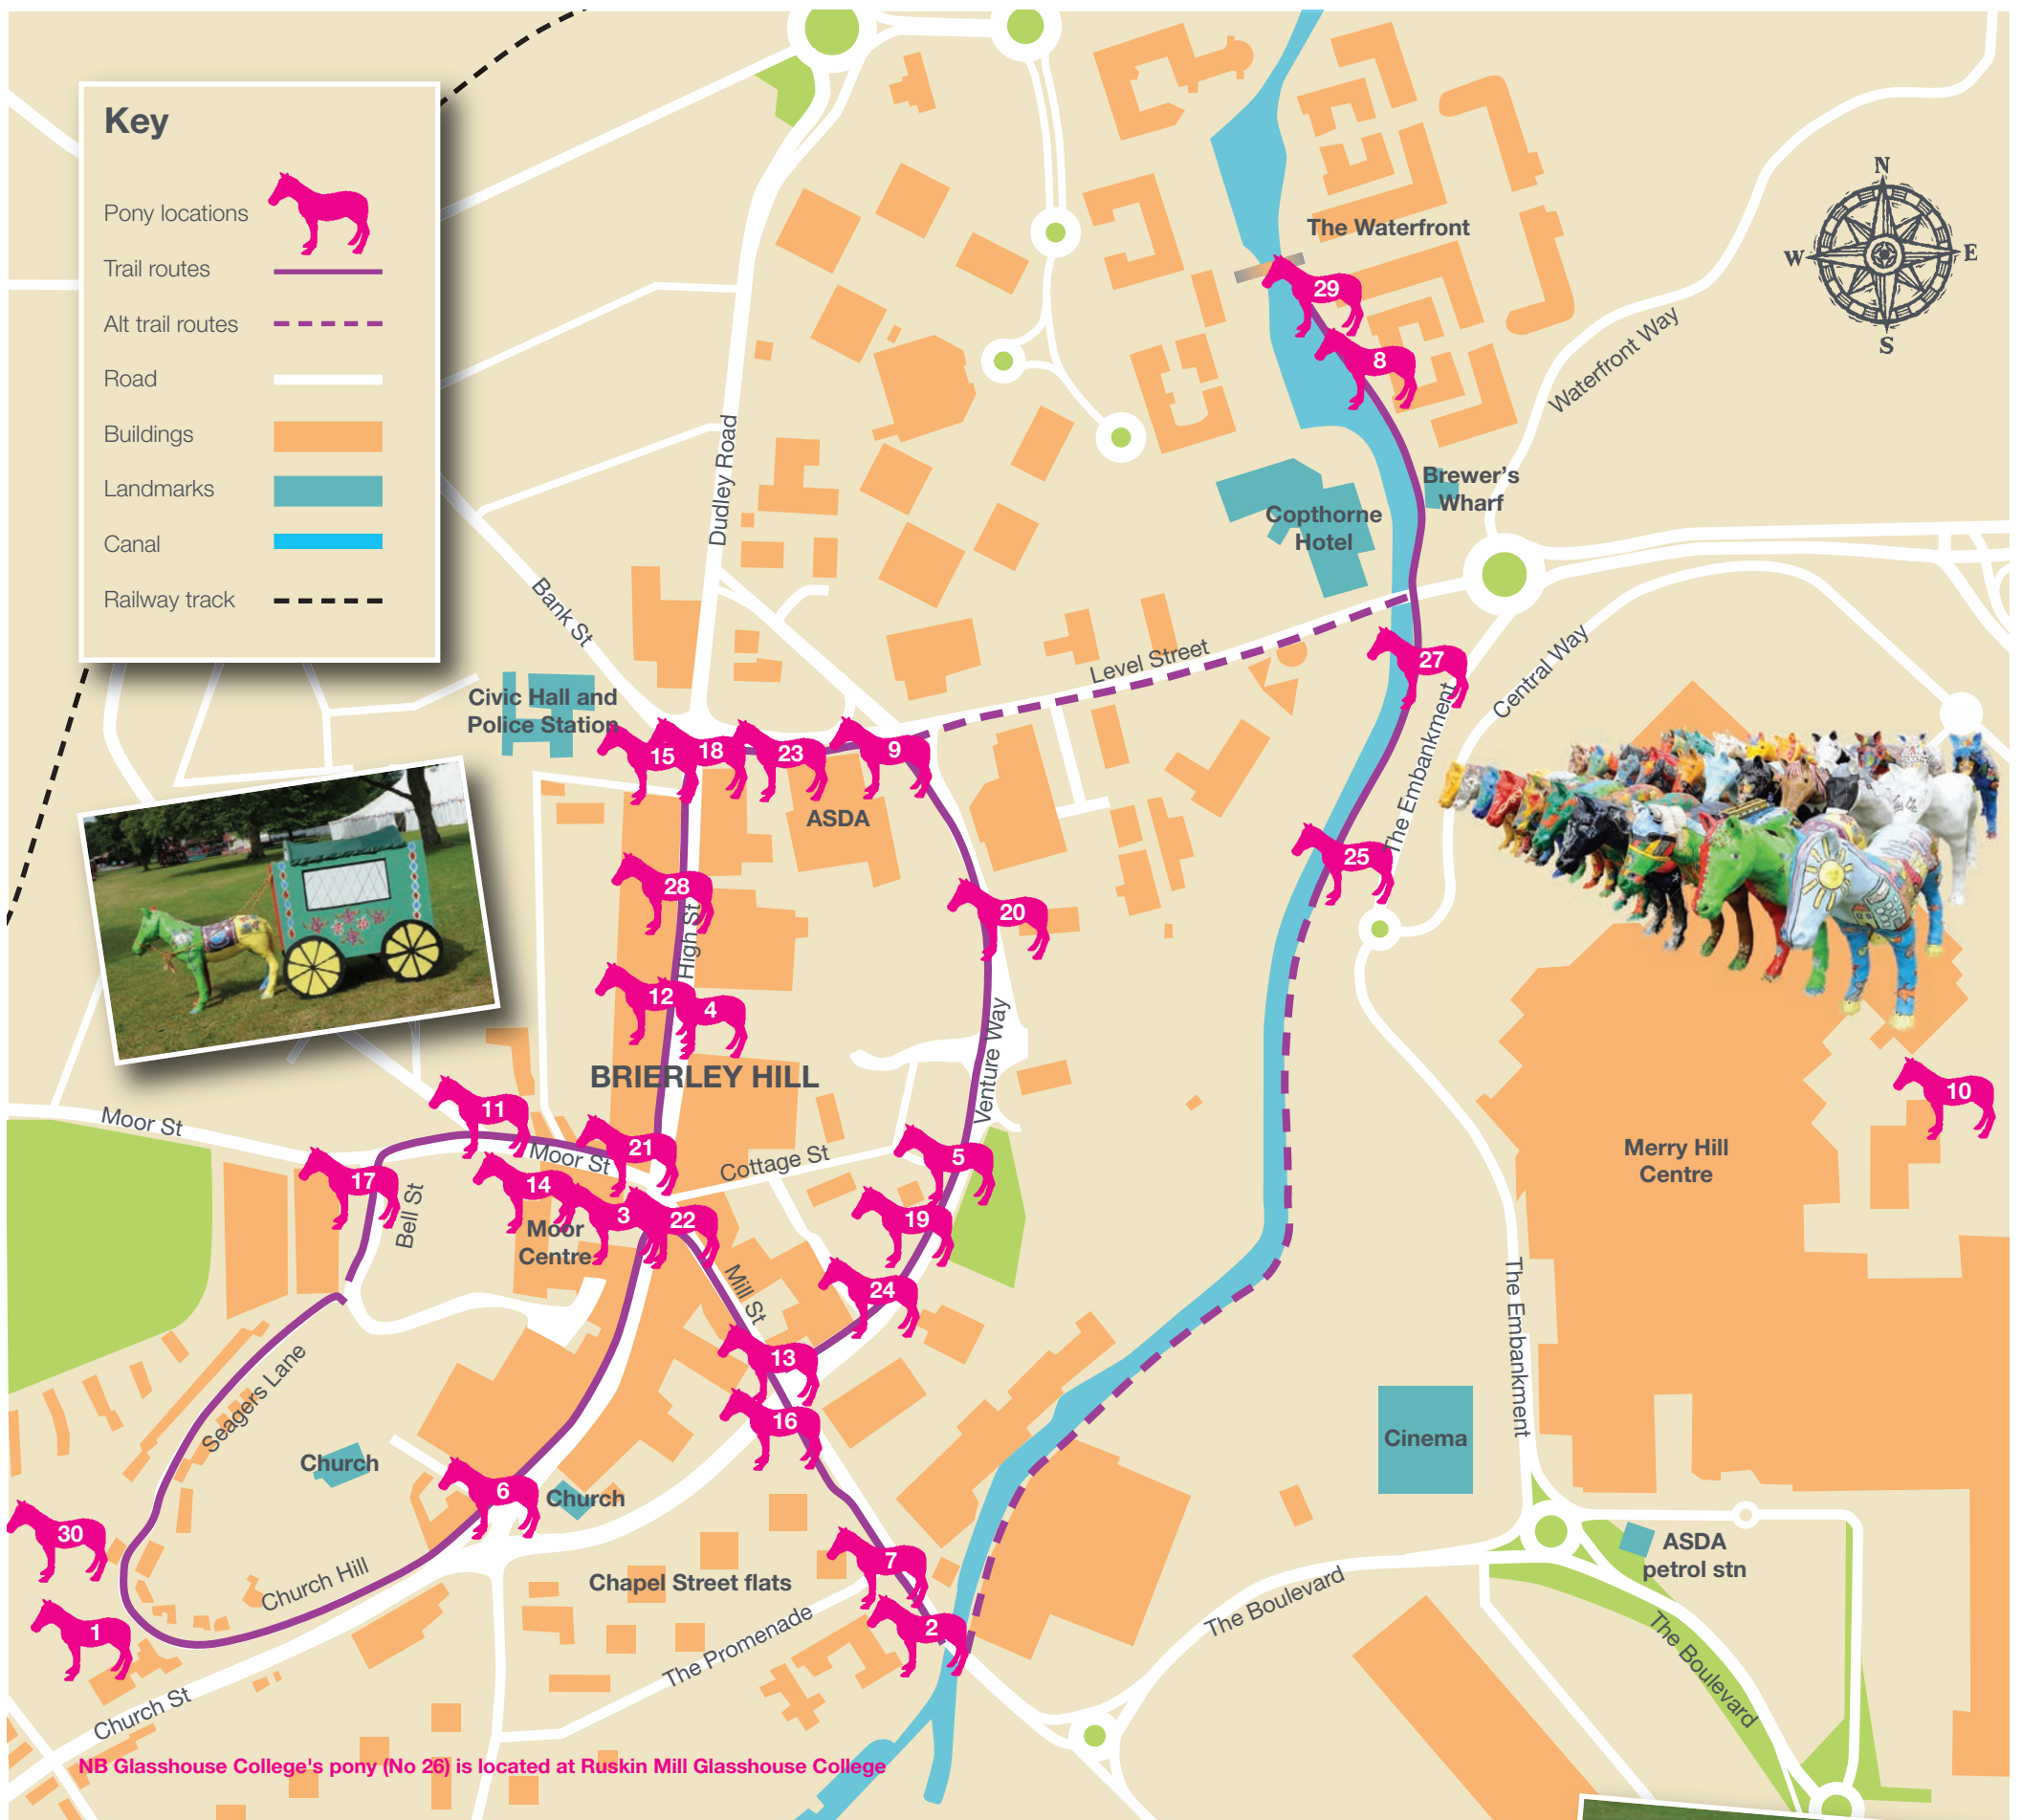 Key
Pony locations
Trail routes
Alt trail routes
Road
Buildings
Landmarks
Canal
Railway track
N
W
E
S
The Waterfront
29
8
Waterfront Way
Dudley Road
Brewer's
Wharf
Copthorne
Hotel
Bank St
Level Street
27
Central Way
Civic Hall and
Police Station
15
18
23
9
ASDA
The Embankment
25
28
High St
20
12
4
BRIERLEY HILL
Venture Way
10
Moor St
11
21
Moor St
Cottage St
5
Merry Hill
Centre
17
Bell St
14
3
22
19
Moor
Centre
Mill St
24
The Embankment
13
Seagers Lane
16
Church
6
Church
Cinema
30
Church Hill
7
Chapel Street flats
ASDA
petrol stn
The Boulevard
1
2
The Promenade
The Boulevard
Church St
NB Glasshouse College's pony (No 26) is located at Ruskin Mill Glasshouse College